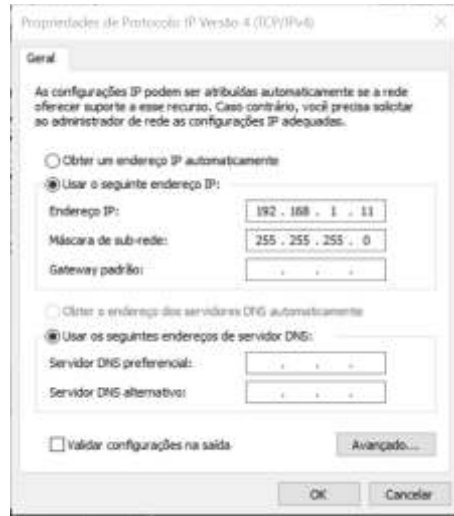 Propriedades de Protocolo IP Versão 4 (TCP/IPv4)
Geral
As configurações IP podem ser atribuídas automaticamente se a rede
oferecer suporte a esse recurso. Caso contrário, você precisa solicitar
ao administrador de rede as configurações IP adequadas.
Obter um endereço IP automaticamente
Usar o seguinte endereço IP:
Endereço IP: 192 . 168 . 1 . 11
Máscara de sub-rede: 255 . 255 . 255 . 0
Gateway padrão: . . .
Obter o endereço dos servidores DNS automaticamente
Usar os seguintes endereços de servidor DNS:
Servidor DNS preferencial: . . .
Servidor DNS alternativo: . . .
Validar configurações na saída Avançado...
OK Cancelar